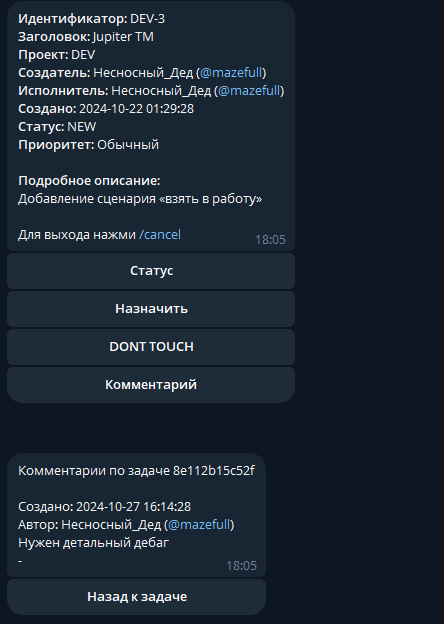 Идентификатор: DEV-3
Заголовок: Jupiter TM
Проект: DEV
Создатель: Несносный_Дед (@mazefull)
Исполнитель: Несносный_Дед (@mazefull)
Создано: 2024-10-22 01:29:28
Статус: NEW
Приоритет: Обычный
Подробное описание:
Добавление сценария «взять в работу»
Для выхода нажми /cancel
18:05
Статус
Назначить
DONT TOUCH
Комментарий
Комментарии по задаче 8e112b15c52f
Создано: 2024-10-27 16:14:28
Автор: Несносный_Дед (@mazefull)
Нужен детальный дебаг
-
18:05
Назад к задаче